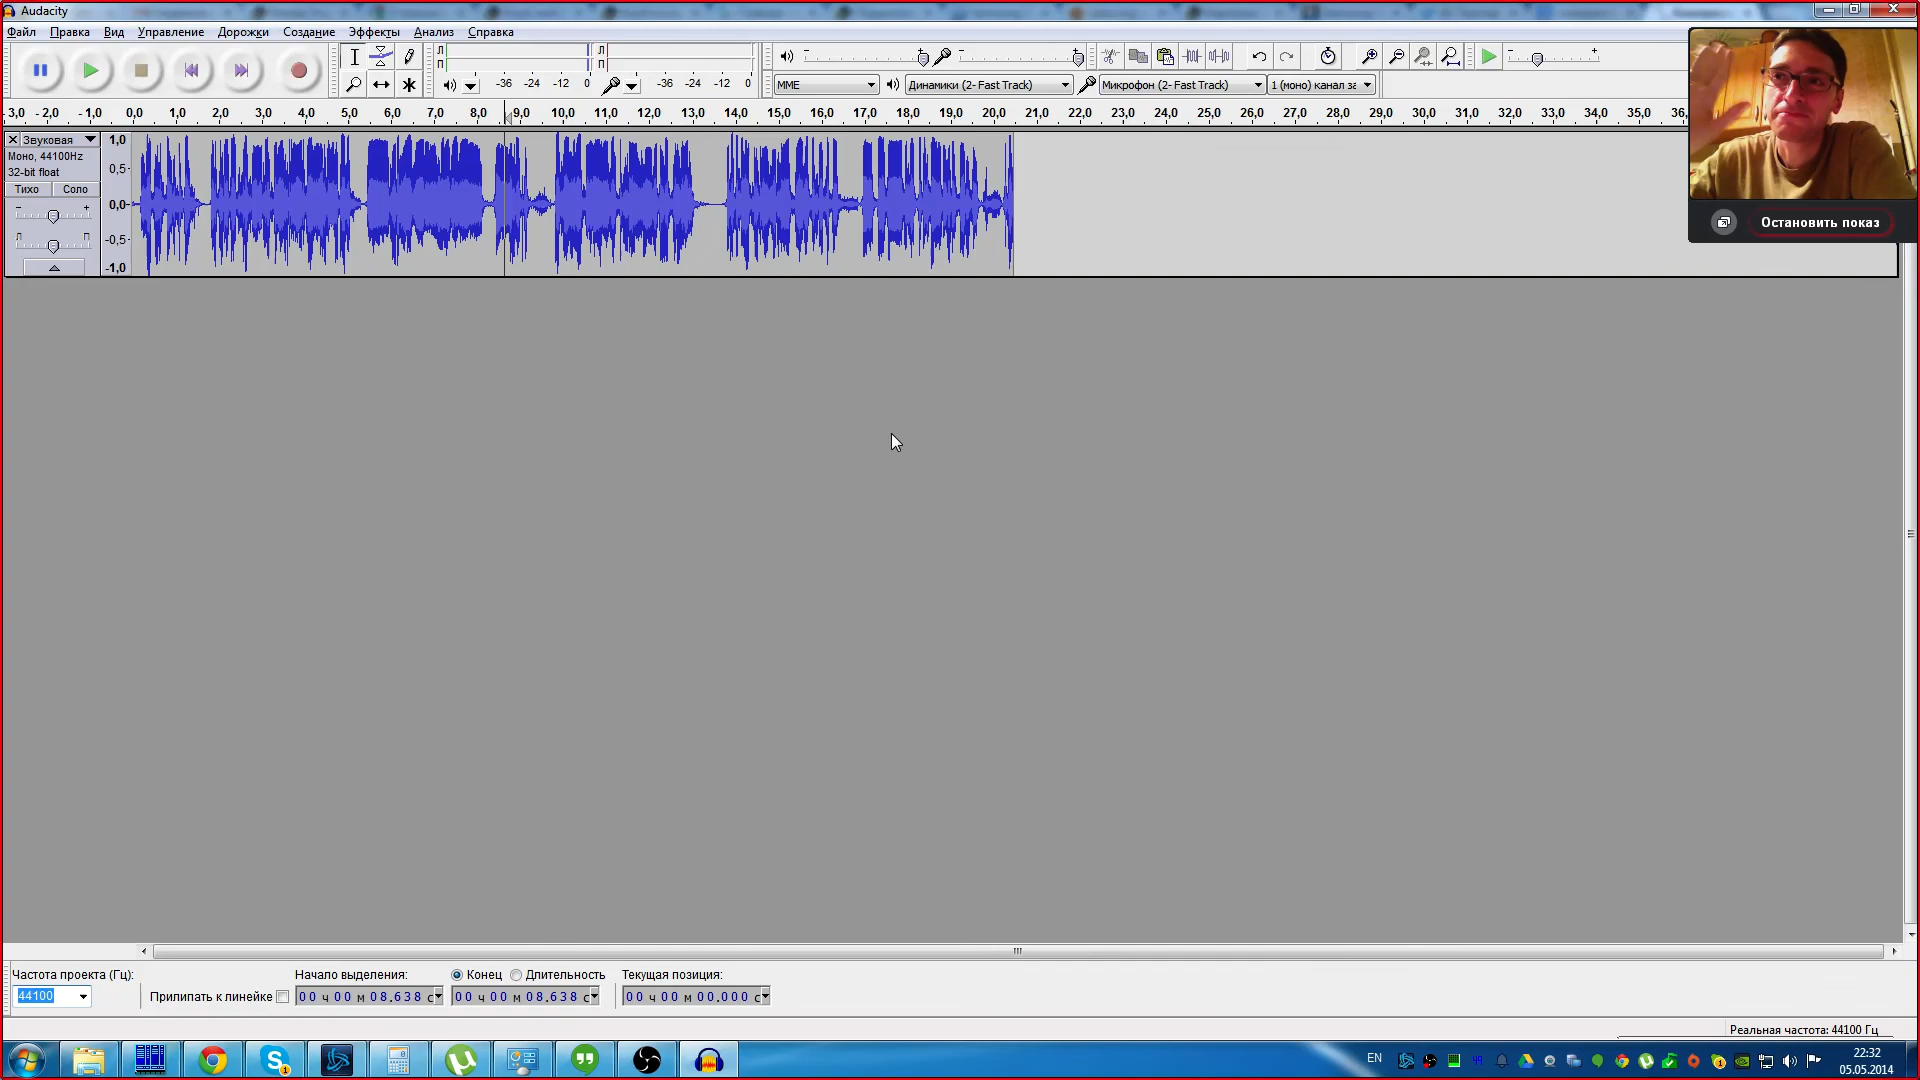 Audacity
Файл Правка Вид Управление Дорожки Создание Эффекты Анализ Справка
Л
П
-36 -24 -12 0
Л
П
-36 -24 -12 0
MME
Динамики (2- Fast Track)
Микрофон (2- Fast Track)
1 (моно) канал за
- 3,0 - 2,0 - 1,0 0,0 1,0 2,0 3,0 4,0 5,0 6,0 7,0 8,0 9,0 10,0 11,0 12,0 13,0 14,0 15,0 16,0 17,0 18,0 19,0 20,0 21,0 22,0 23,0 24,0 25,0 26,0 27,0 28,0 29,0 30,0 31,0 32,0 33,0 34,0 35,0 36,
Звуковая
Моно, 44100Hz
32-bit float
Тихо Соло
- +
Л П
1,0
0,5-
0,0-
-0,5-
-1,0
Остановить показ
Частота проекта (Гц):
44100
Прилипать к линейке
Начало выделения:
00 ч 00 м 08.638 с
Конец Длительность
00 ч 00 м 08.638 с
Текущая позиция:
00 ч 00 м 00.000 с
Реальная частота: 44100 Гц
EN
22:32
05.05.2014